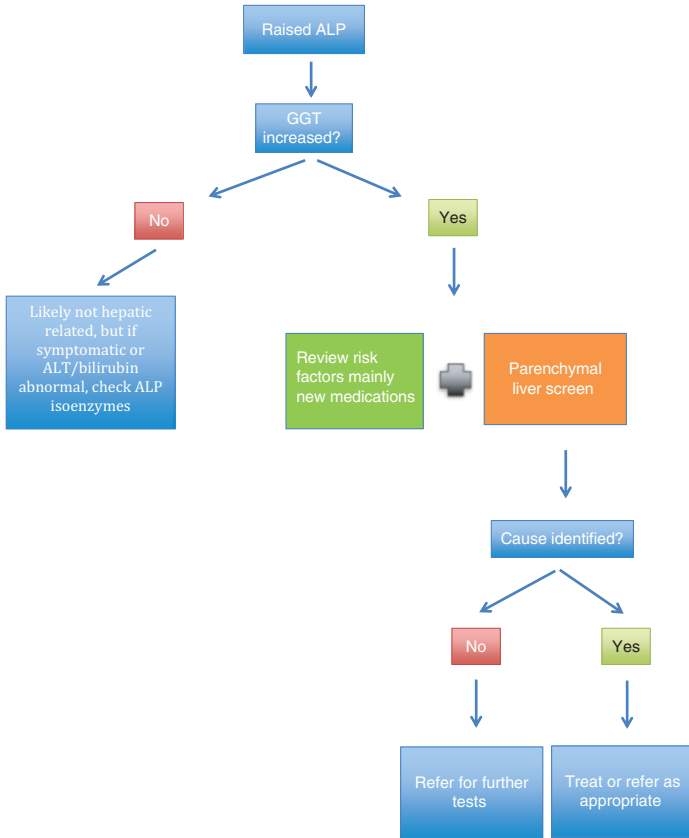 Raised ALP
GGT
increased?
No
Yes
Likely not hepatic
related, but if
symptomatic or
ALT/bilirubin
abnormal, check ALP
isoenzymes
Review risk
factors mainly
new medications
Parenchymal
liver screen
Cause identified?
No
Yes
Refer for further
tests
Treat or refer as
appropriate